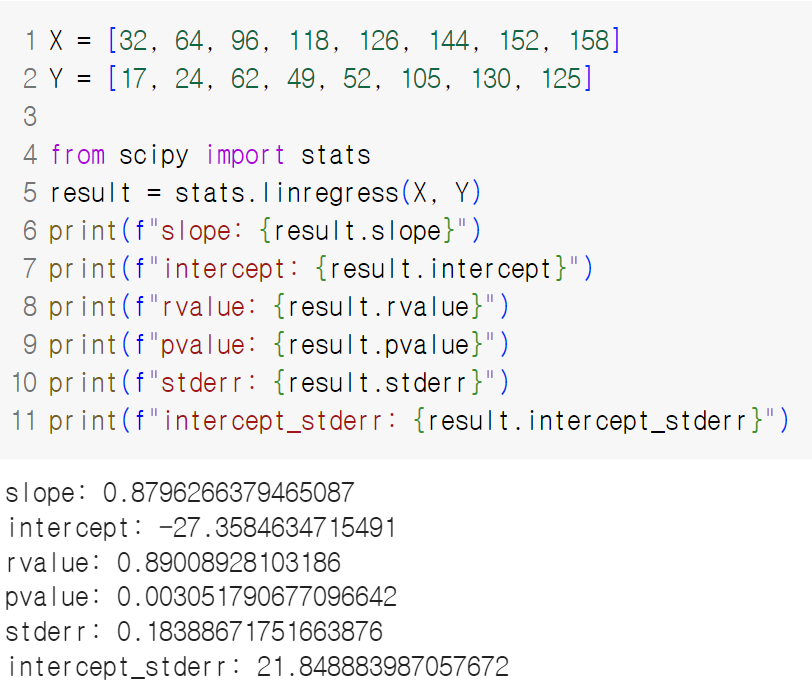 1 X = [32, 64, 96, 118, 126, 144, 152, 158]
2 Y = [17, 24, 62, 49, 52, 105, 130, 125]
3
4 from scipy import stats
5 result = stats.linregress(X, Y)
6 print(f"slope: {result.slope}")
7 print(f"intercept: {result.intercept}")
8 print(f"rvalue: {result.rvalue}")
9 print(f"pvalue: {result.pvalue}")
10 print(f"stderr: {result.stderr}")
11 print(f"intercept_stderr: {result.intercept_stderr}")
slope: 0.8796266379465087
intercept: -27.3584634715491
rvalue: 0.89008928103186
pvalue: 0.003051790677096642
stderr: 0.18388671751663876
intercept_stderr: 21.848883987057672